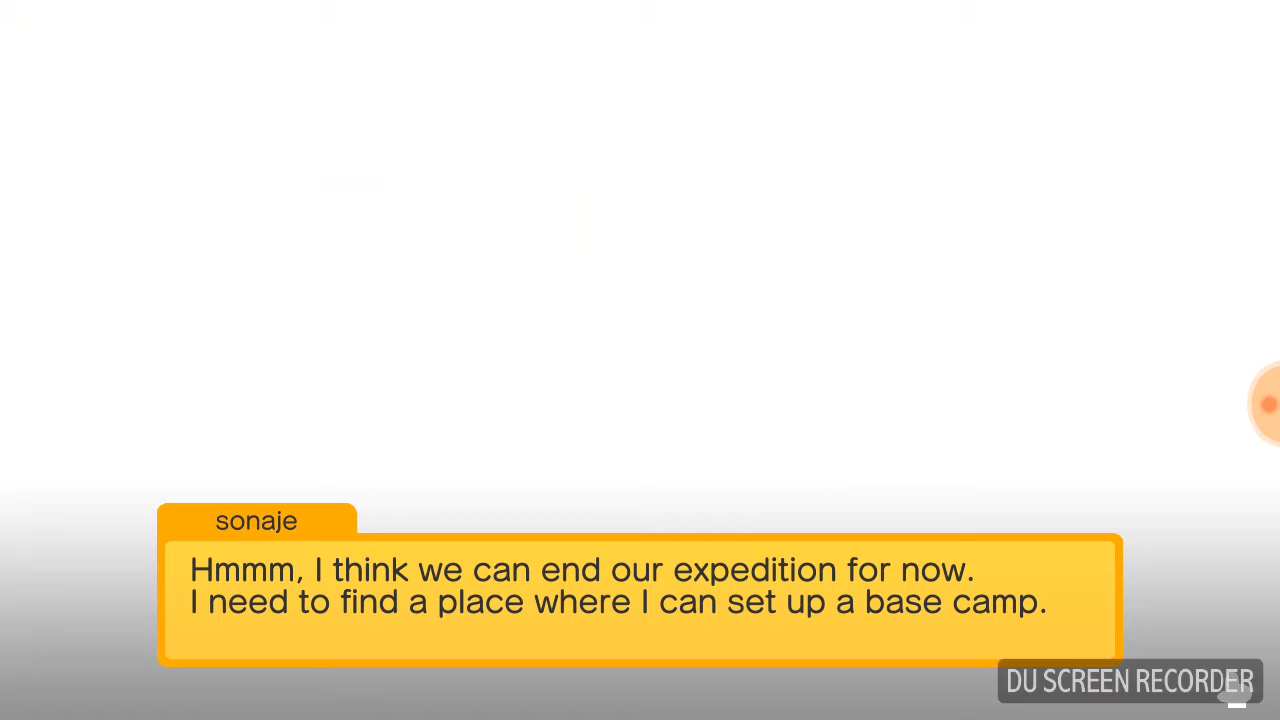 sonaje
Hmmm, I think we can end our expedition for now.
I need to find a place where I can set up a base camp.
DU SCREEN RECORDER